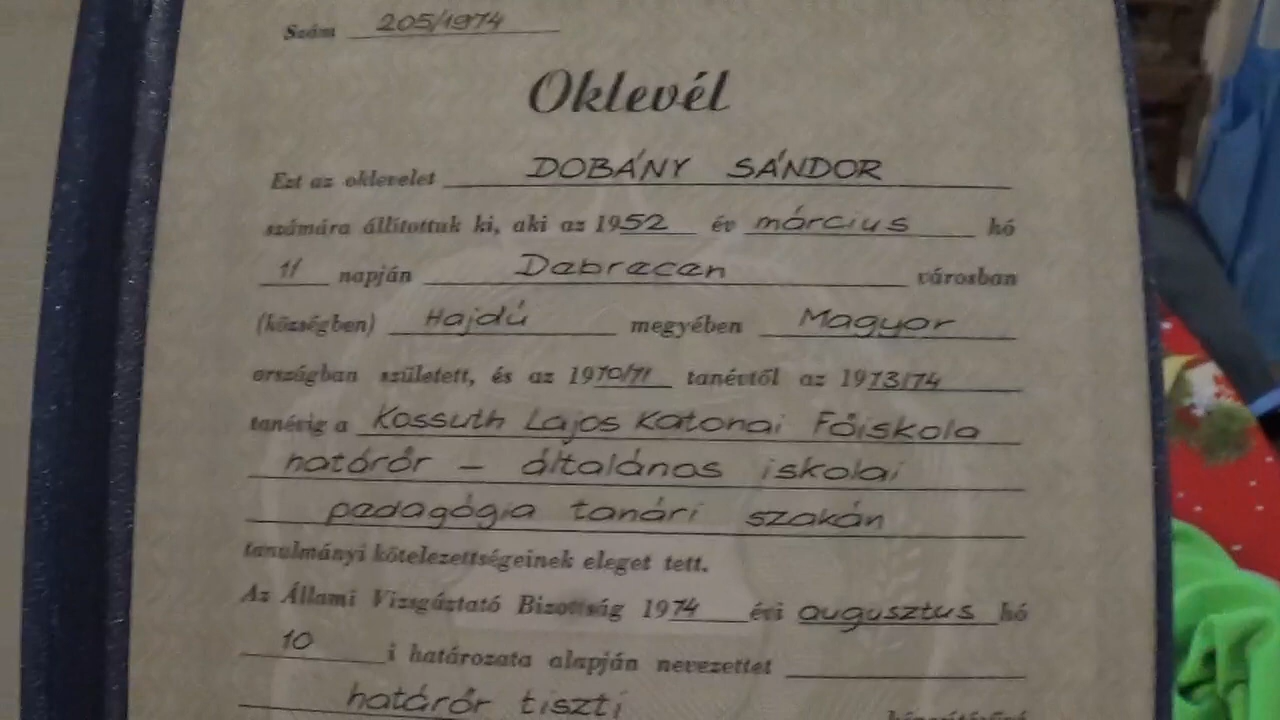 Szám 205/1974
Oklevél
Ezt az oklevelet DOBÁNY SÁNDOR
számára állítottuk ki, aki az 1952 év március hó
11 napján Debrecen városban
(községben) Hajdú megyében Magyar
országban született, és az 1970/71 tanévtől az 1973/74
tanévig a Kossuth Lajos Katonai Főiskola
határőr – általános iskolai
pedagógia tanári szakán
tanulmányi kötelezettségeinek eleget tett.
Az Állami Vizsgáztató Bizottság 1974 évi augusztus hó
10 i határozata alapján nevezettet
határőr tiszti